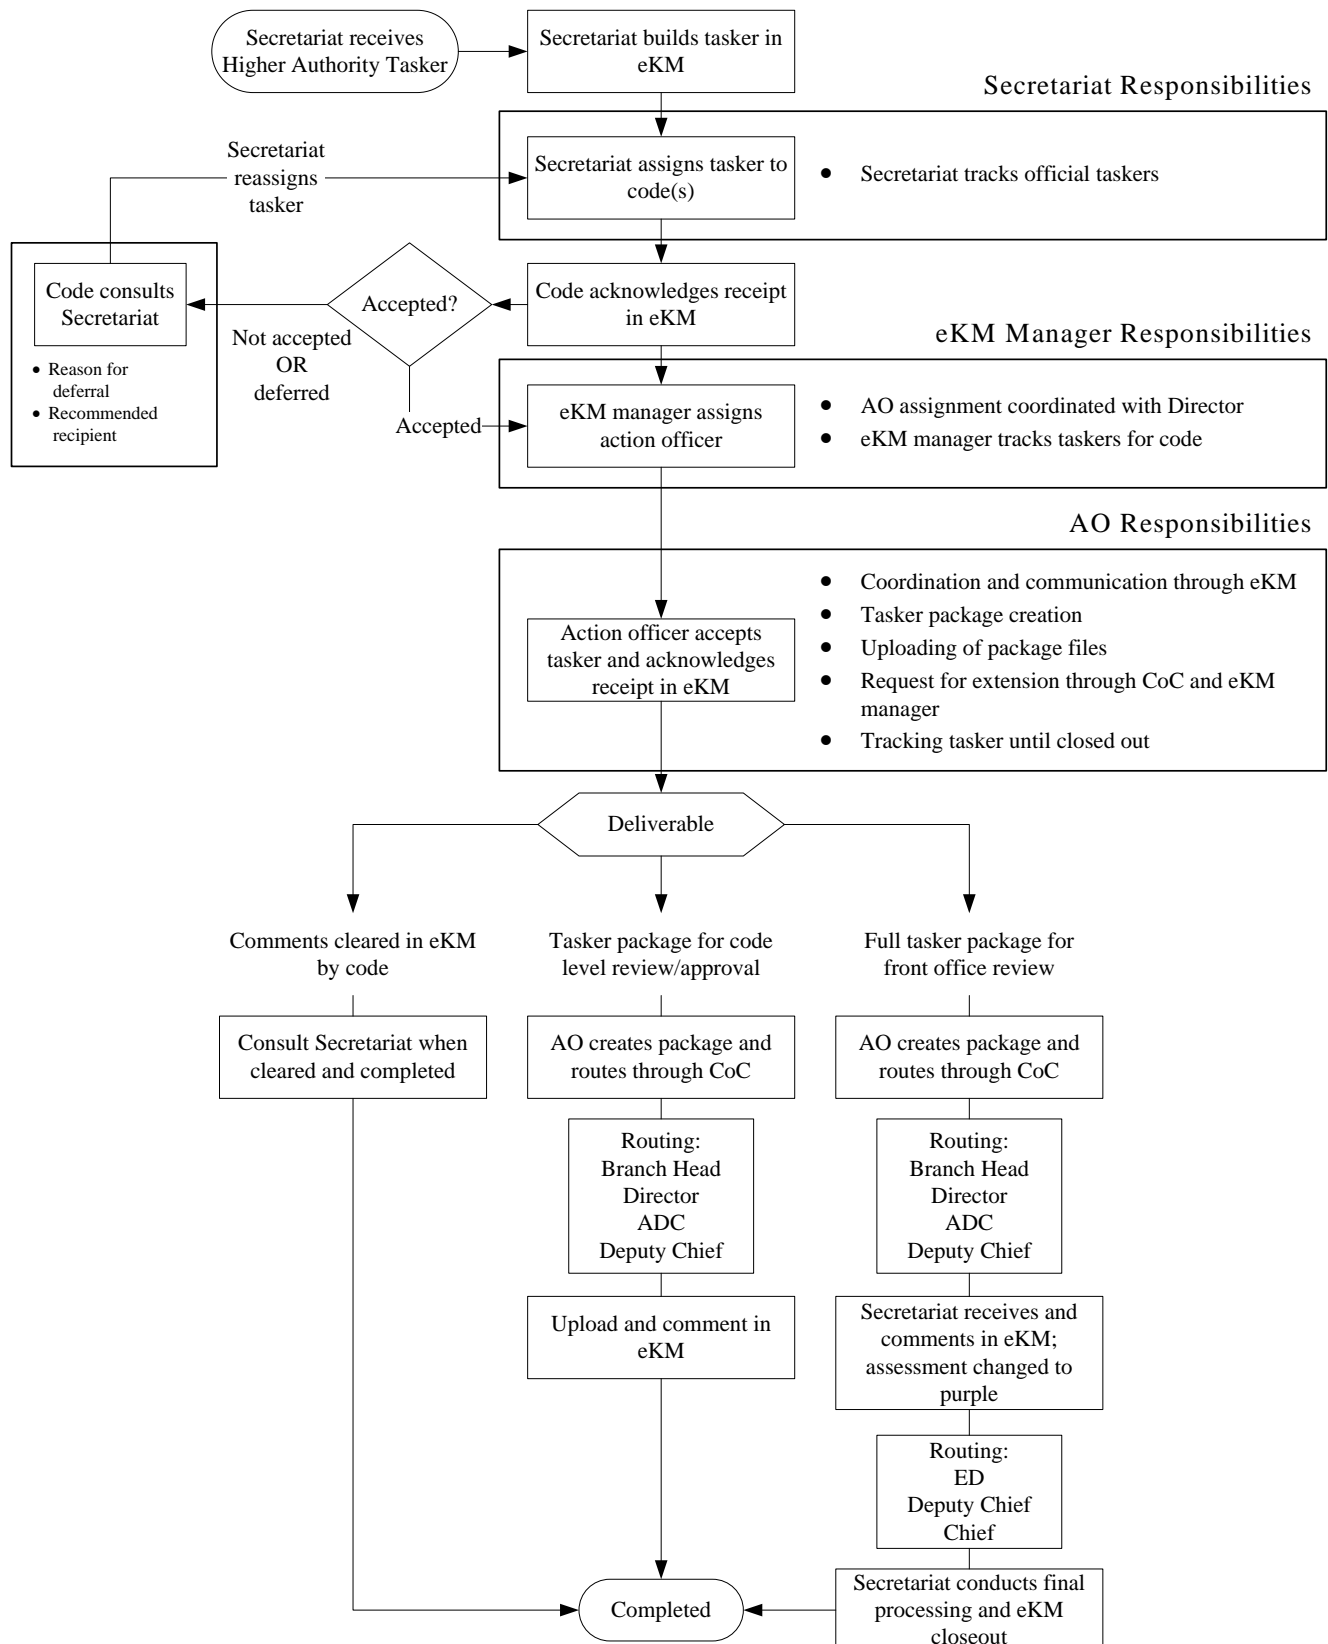 Secretariat receives
Higher Authority Tasker
Secretariat builds tasker in
eKM
Secretariat Responsibilities
Secretariat
reassigns
tasker
Secretariat assigns tasker to
code(s)
● Secretariat tracks official taskers
Code consults
Secretariat
● Reason for
deferral
● Recommended
recipient
Accepted?
Not accepted
OR
deferred
Accepted
Code acknowledges receipt
in eKM
eKM Manager Responsibilities
eKM manager assigns
action officer
● AO assignment coordinated with Director
● eKM manager tracks taskers for code
AO Responsibilities
Action officer accepts
tasker and acknowledges
receipt in eKM
● Coordination and communication through eKM
● Tasker package creation
● Uploading of package files
● Request for extension through CoC and eKM
manager
● Tracking tasker until closed out
Deliverable
Comments cleared in eKM
by code
Consult Secretariat when
cleared and completed
Tasker package for code
level review/approval
AO creates package and
routes through CoC
Routing:
Branch Head
Director
ADC
Deputy Chief
Upload and comment in
eKM
Full tasker package for
front office review
AO creates package and
routes through CoC
Routing:
Branch Head
Director
ADC
Deputy Chief
Secretariat receives and
comments in eKM;
assessment changed to
purple
Routing:
ED
Deputy Chief
Chief
Secretariat conducts final
processing and eKM
closeout
Completed